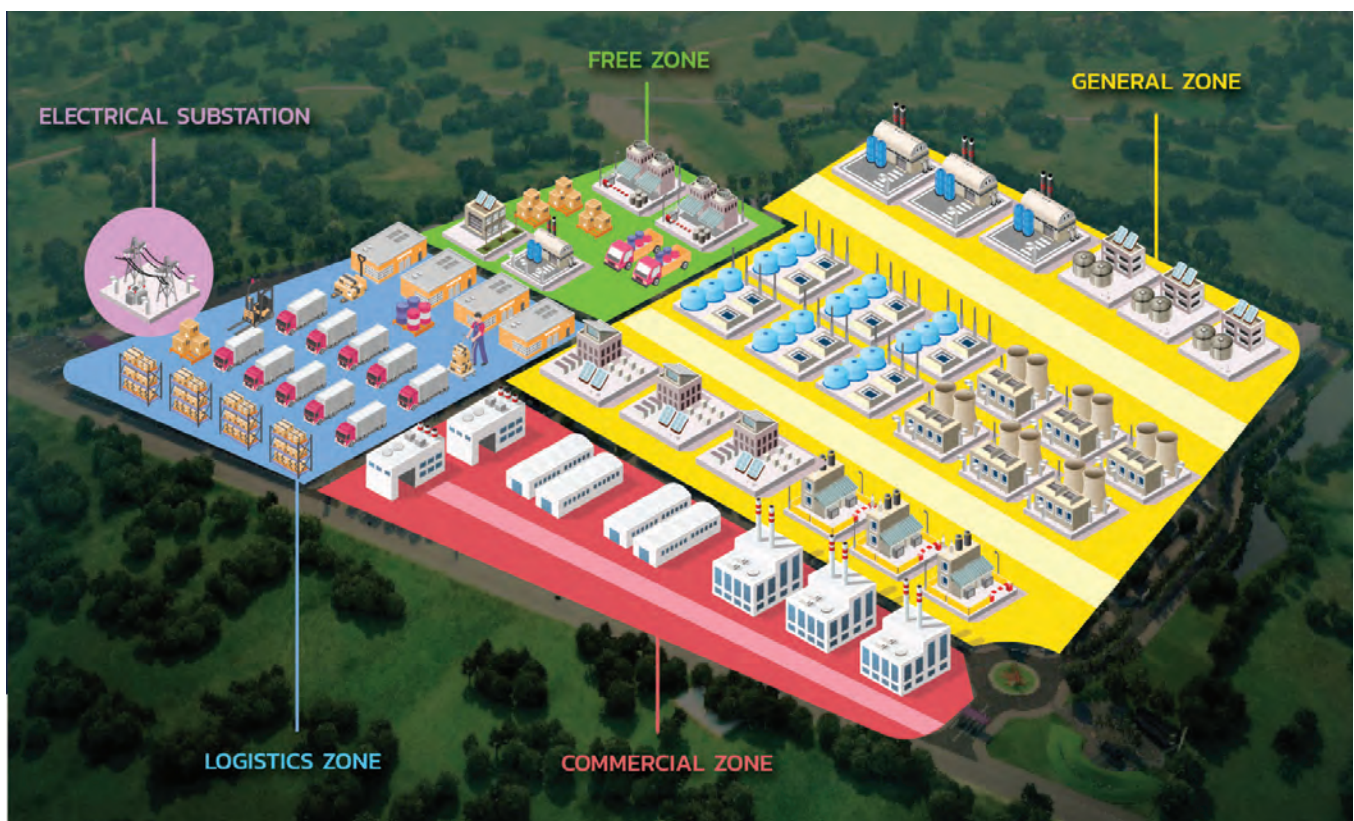 FREE ZONE
GENERAL ZONE
ELECTRICAL SUBSTATION
LOGISTICS ZONE
COMMERCIAL ZONE